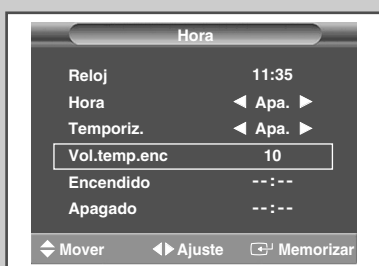 Hora
Reloj 11:35
Hora ◀ Apa. ▶
Temporiz. ◀ Apa. ▶
Vol.temp.enc 10
Encendido --:--
Apagado --:--
Mover Ajuste Memorizar